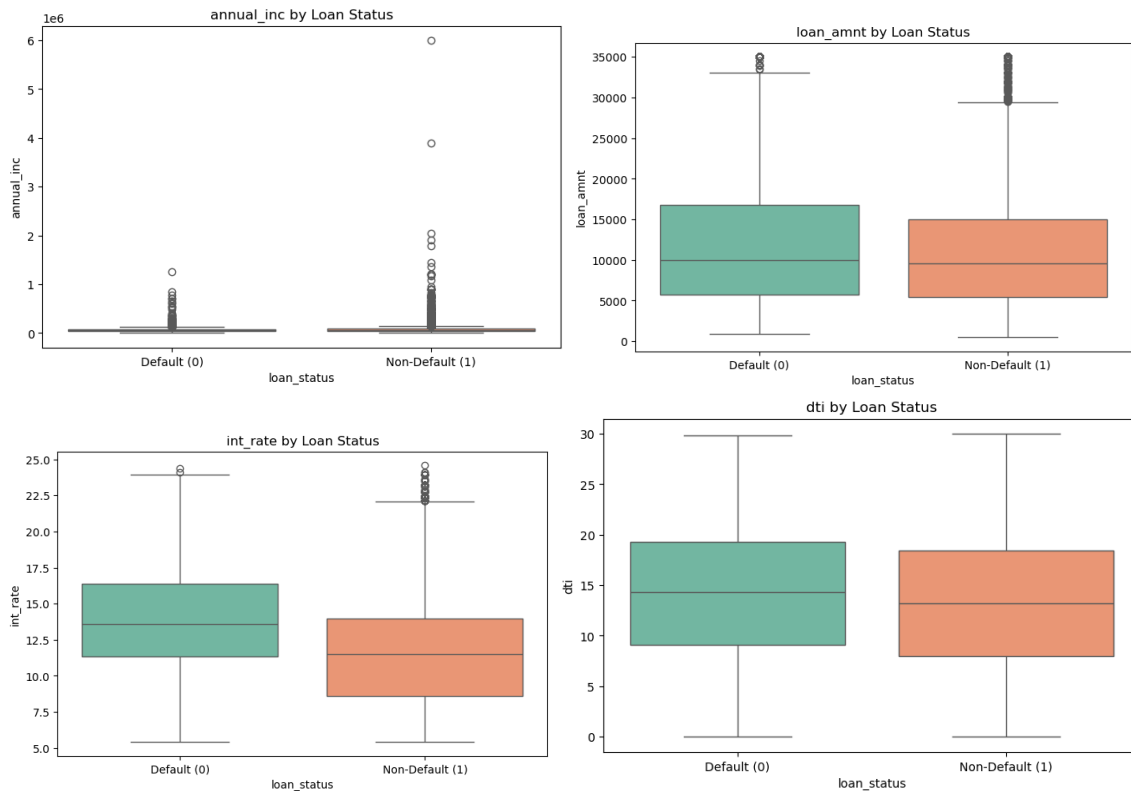 annual_inc by Loan Status
1e6
6
5
4
3
2
1
0
annual_inc
Default (0)
Non-Default (1)
loan_status
loan_amnt by Loan Status
35000
30000
25000
20000
15000
10000
5000
0
loan_amnt
Default (0)
Non-Default (1)
loan_status
int_rate by Loan Status
25.0
22.5
20.0
17.5
15.0
12.5
10.0
7.5
5.0
int_rate
Default (0)
Non-Default (1)
loan_status
dti by Loan Status
30
25
20
15
10
5
0
dti
Default (0)
Non-Default (1)
loan_status